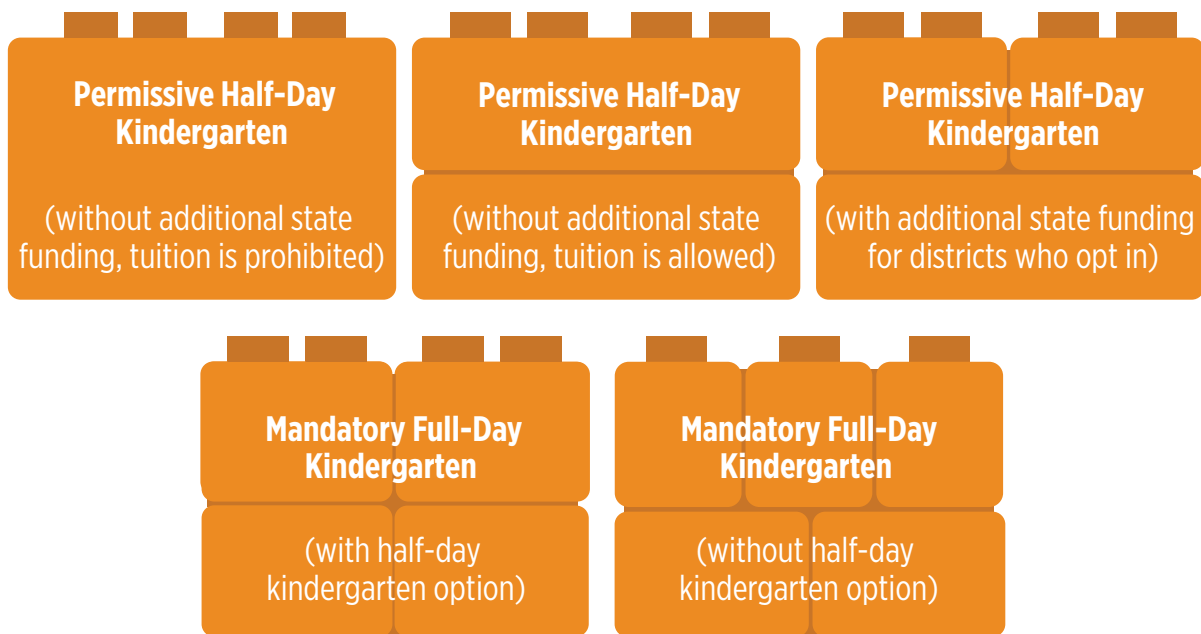 Permissive Half-Day
Kindergarten
(without additional state
funding, tuition is prohibited)
Permissive Half-Day
Kindergarten
(without additional state
funding, tuition is allowed)
Permissive Half-Day
Kindergarten
(with additional state funding
for districts who opt in)
Mandatory Full-Day
Kindergarten
(with half-day
kindergarten option)
Mandatory Full-Day
Kindergarten
(without half-day
kindergarten option)